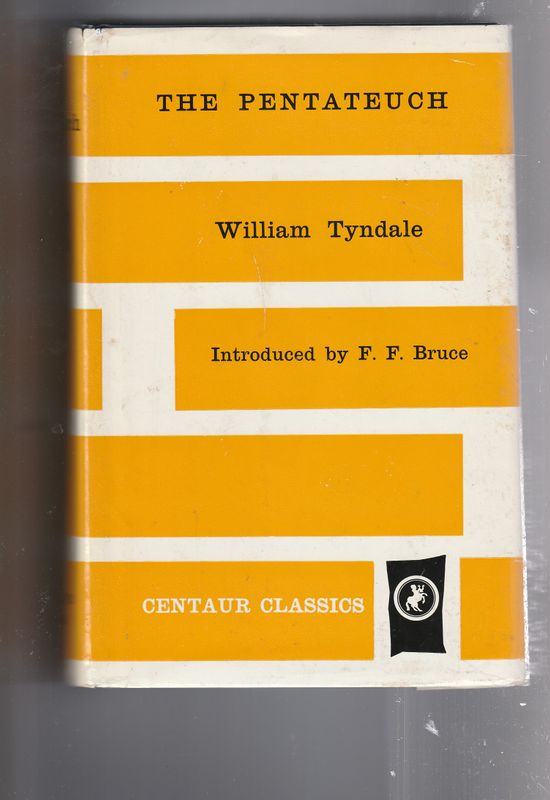 THE PENTATEUCH
William Tyndale
Introduced by F. F. Bruce
CENTAUR CLASSICS